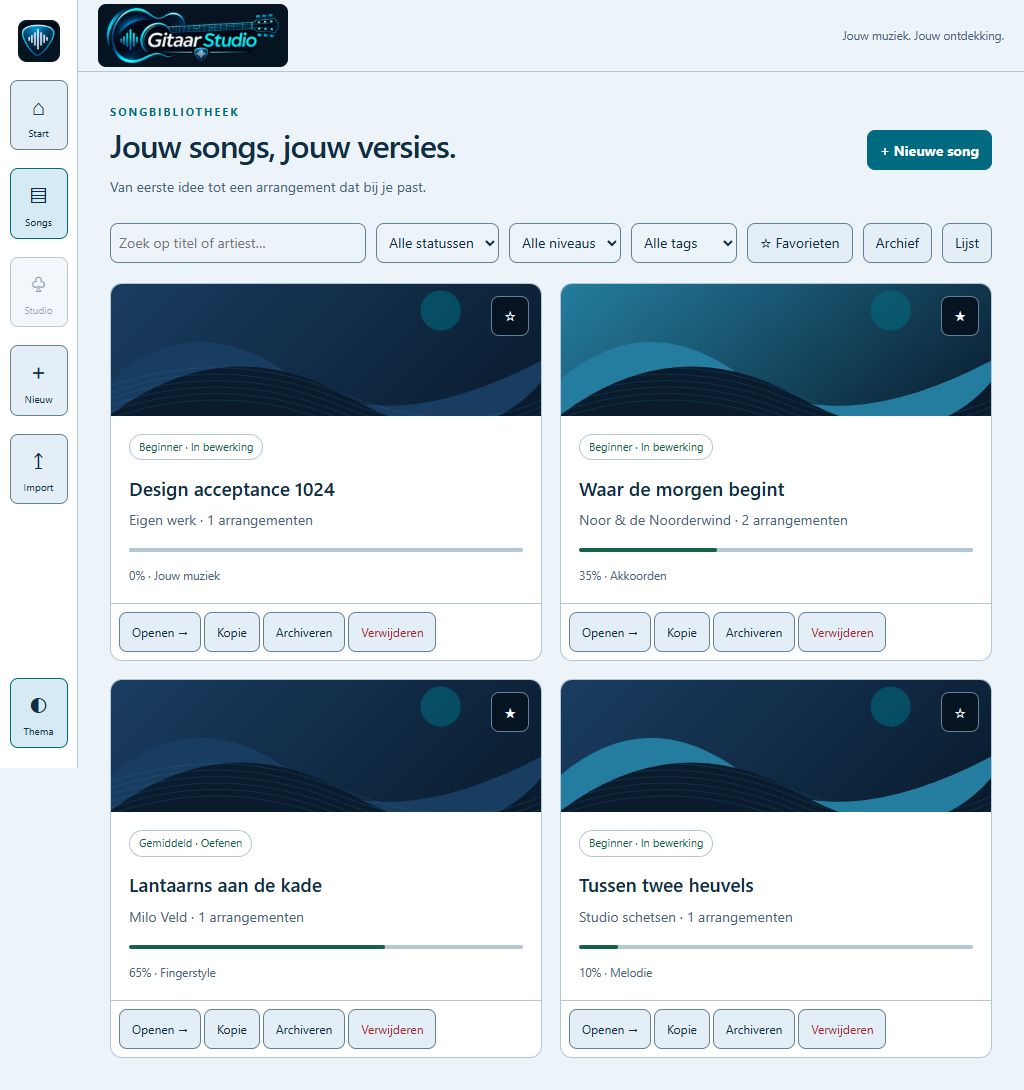 Gitaar Studio
Jouw muziek. Jouw ontdekking.
Start
Songs
Studio
Nieuw
Import
Thema
SONGBIBLIOTHEEK
Jouw songs, jouw versies.
+ Nieuwe song
Van eerste idee tot een arrangement dat bij je past.
Zoek op titel of artiest... Alle statussen Alle niveaus Alle tags ☆ Favorieten Archief Lijst
Beginner · In bewerking
Design acceptance 1024
Eigen werk · 1 arrangementen
0% · Jouw muziek
Openen → Kopie Archiveren Verwijderen
Beginner · In bewerking
Waar de morgen begint
Noor & de Noorderwind · 2 arrangementen
35% · Akkoorden
Openen → Kopie Archiveren Verwijderen
Gemiddeld · Oefenen
Lantaarns aan de kade
Milo Veld · 1 arrangementen
65% · Fingerstyle
Openen → Kopie Archiveren Verwijderen
Beginner · In bewerking
Tussen twee heuvels
Studio schetsen · 1 arrangementen
10% · Melodie
Openen → Kopie Archiveren Verwijderen